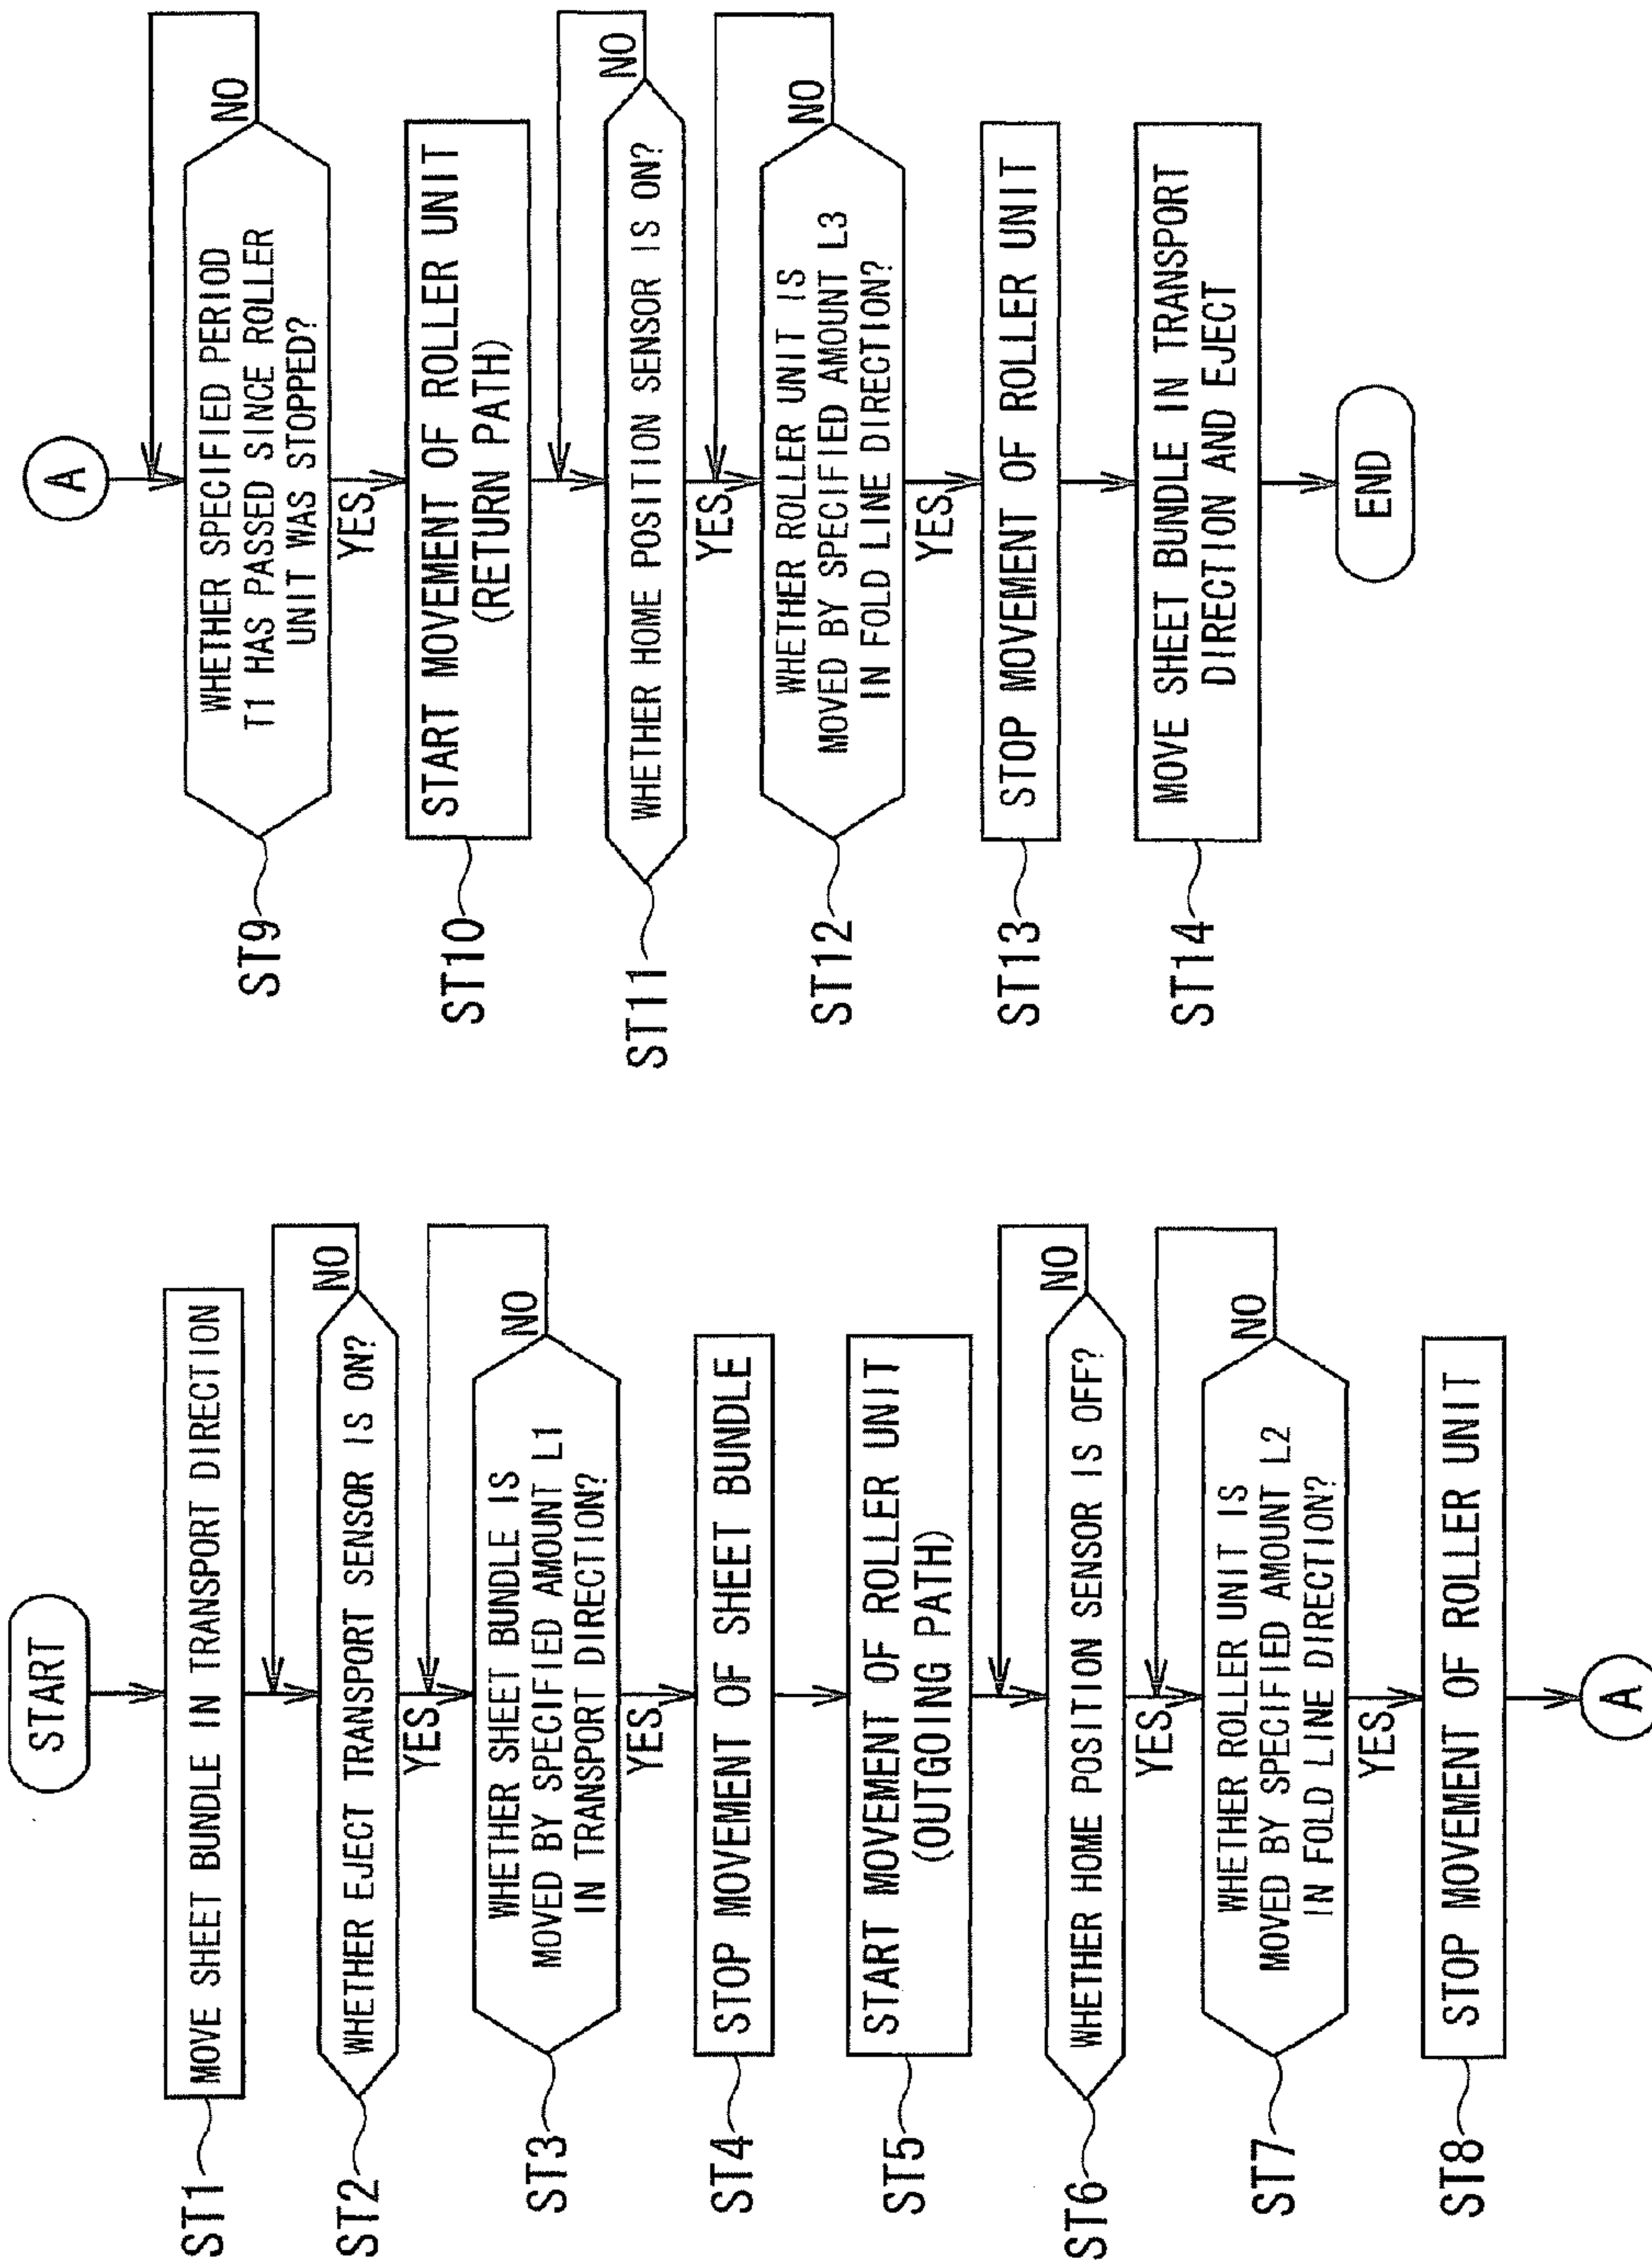 START
ST1
MOVE SHEET BUNDLE IN TRANSPORT DIRECTION
ST2
WHETHER EJECT TRANSPORT SENSOR IS ON?
NO
YES
ST3
WHETHER SHEET BUNDLE IS
MOVED BY SPECIFIED AMOUNT L1
IN TRANSPORT DIRECTION?
NO
YES
ST4
STOP MOVEMENT OF SHEET BUNDLE
ST5
START MOVEMENT OF ROLLER UNIT
(OUTGOING PATH)
ST6
WHETHER HOME POSITION SENSOR IS OFF?
NO
YES
ST7
WHETHER ROLLER UNIT IS
MOVED BY SPECIFIED AMOUNT L2
IN FOLD LINE DIRECTION?
NO
YES
ST8
STOP MOVEMENT OF ROLLER UNIT
A
A
ST9
WHETHER SPECIFIED PERIOD
T1 HAS PASSED SINCE ROLLER
UNIT WAS STOPPED?
NO
YES
ST10
START MOVEMENT OF ROLLER UNIT
(RETURN PATH)
ST11
WHETHER HOME POSITION SENSOR IS ON?
NO
YES
ST12
WHETHER ROLLER UNIT IS
MOVED BY SPECIFIED AMOUNT L3
IN FOLD LINE DIRECTION?
NO
YES
ST13
STOP MOVEMENT OF ROLLER UNIT
ST14
MOVE SHEET BUNDLE IN TRANSPORT
DIRECTION AND EJECT
END